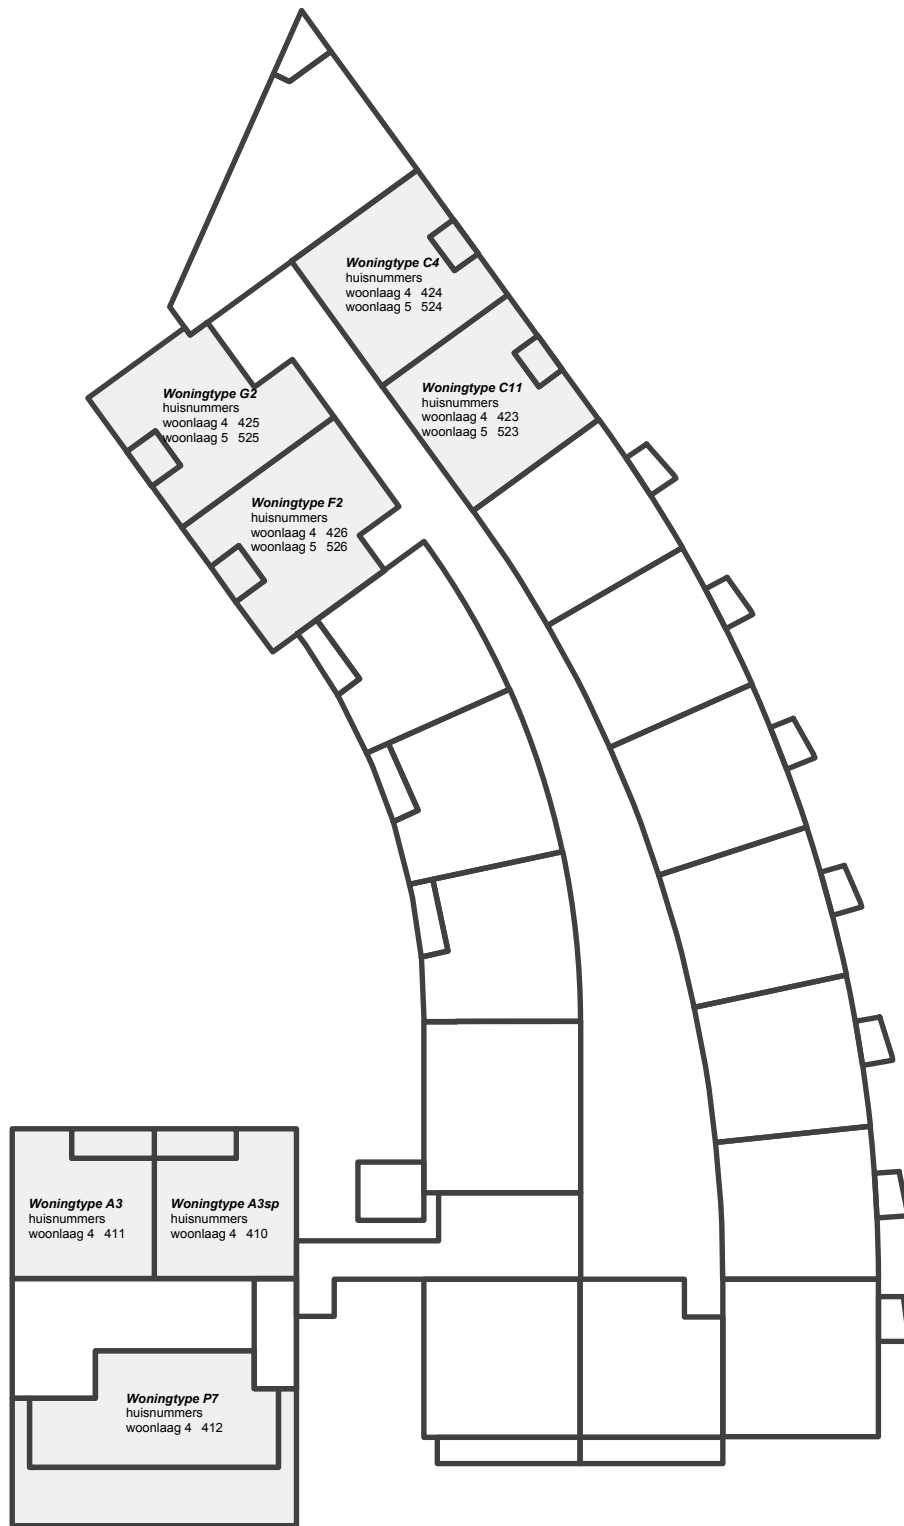 Woningtype C4
huisnummers
woonlaag 4 424
woonlaag 5 524
Woningtype C11
huisnummers
woonlaag 4 423
woonlaag 5 523
Woningtype G2
huisnummers
woonlaag 4 425
woonlaag 5 525
Woningtype F2
huisnummers
woonlaag 4 426
woonlaag 5 526
Woningtype A3
huisnummers
woonlaag 4 411
Woningtype A3sp
huisnummers
woonlaag 4 410
Woningtype P7
huisnummers
woonlaag 4 412